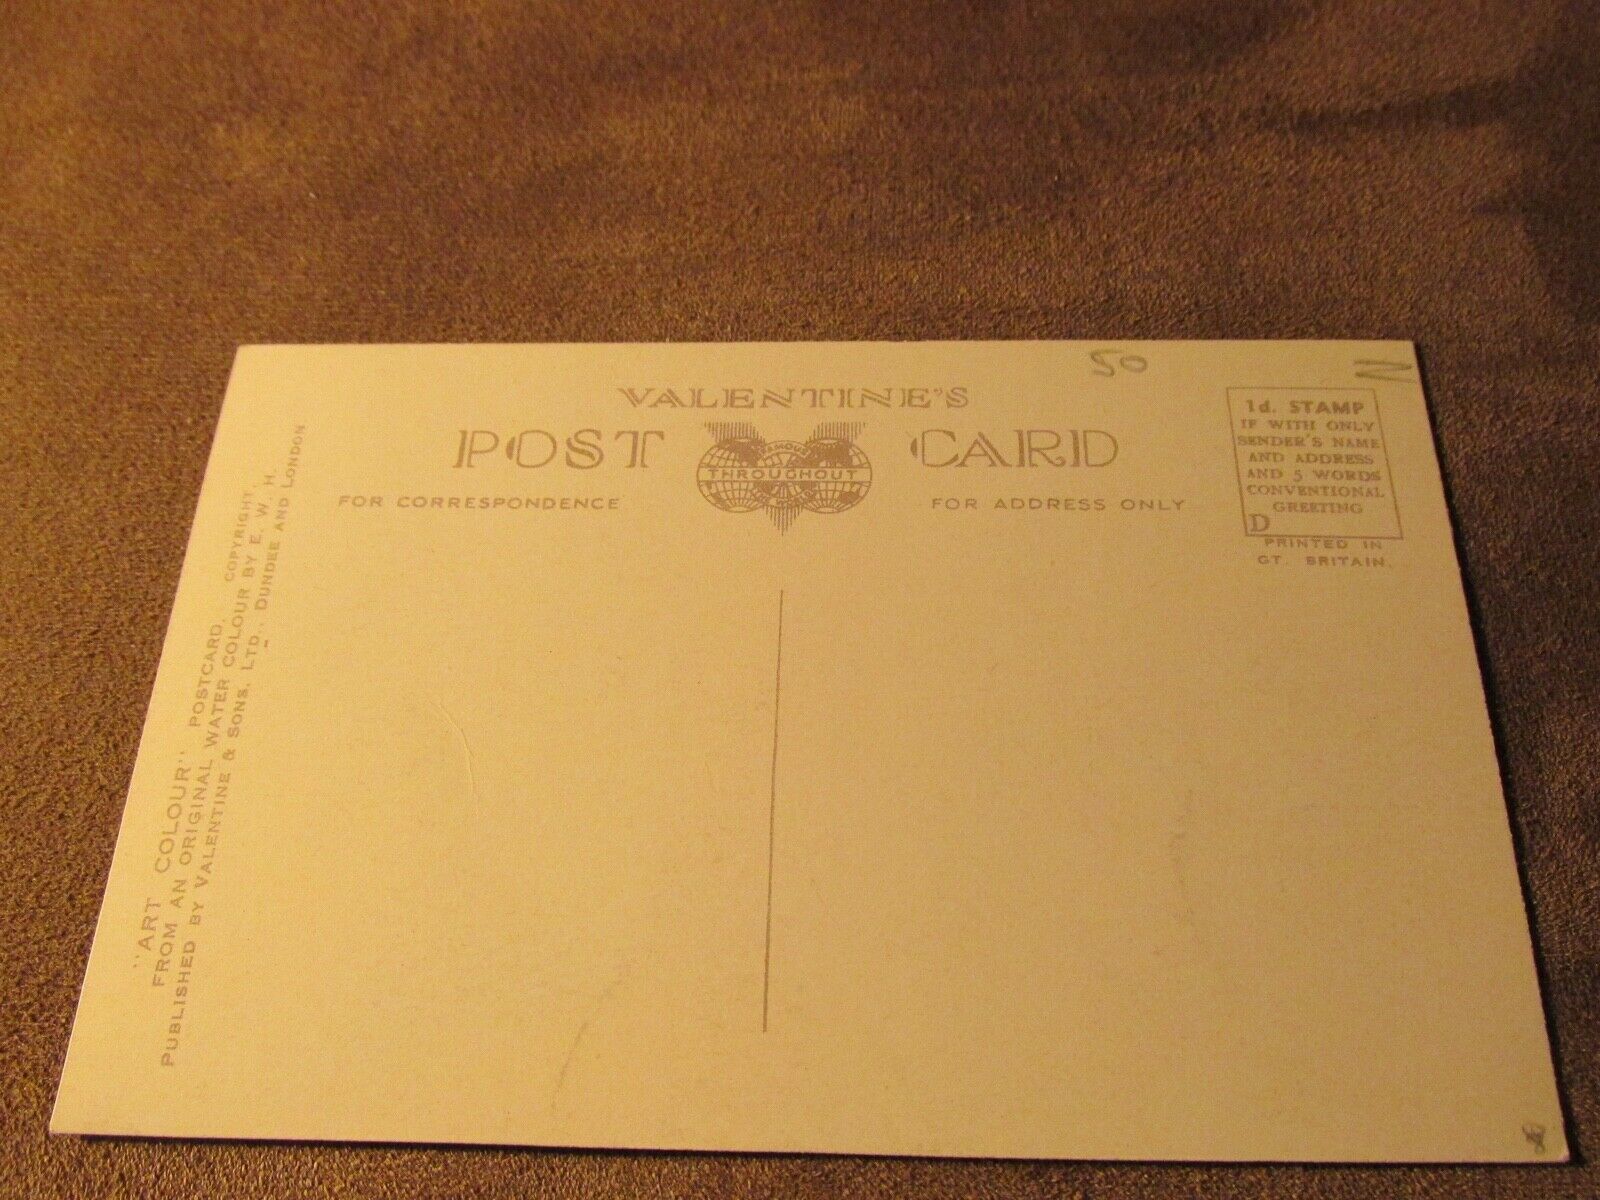 50
VALENTINE'S
POST CARD
FAMOUS
THROUGHOUT
FOR CORRESPONDENCE
FOR ADDRESS ONLY
1d. STAMP
IF WITH ONLY
SENDER'S NAME
AND ADDRESS
AND 5 WORDS
CONVENTIONAL
GREETING
D
PRINTED IN
GT. BRITAIN.
"ART COLOUR" POSTCARD. COPYRIGHT,
FROM AN ORIGINAL WATER COLOUR BY E. W. H.
PUBLISHED BY VALENTINE & SONS, LTD., DUNDEE AND LONDON